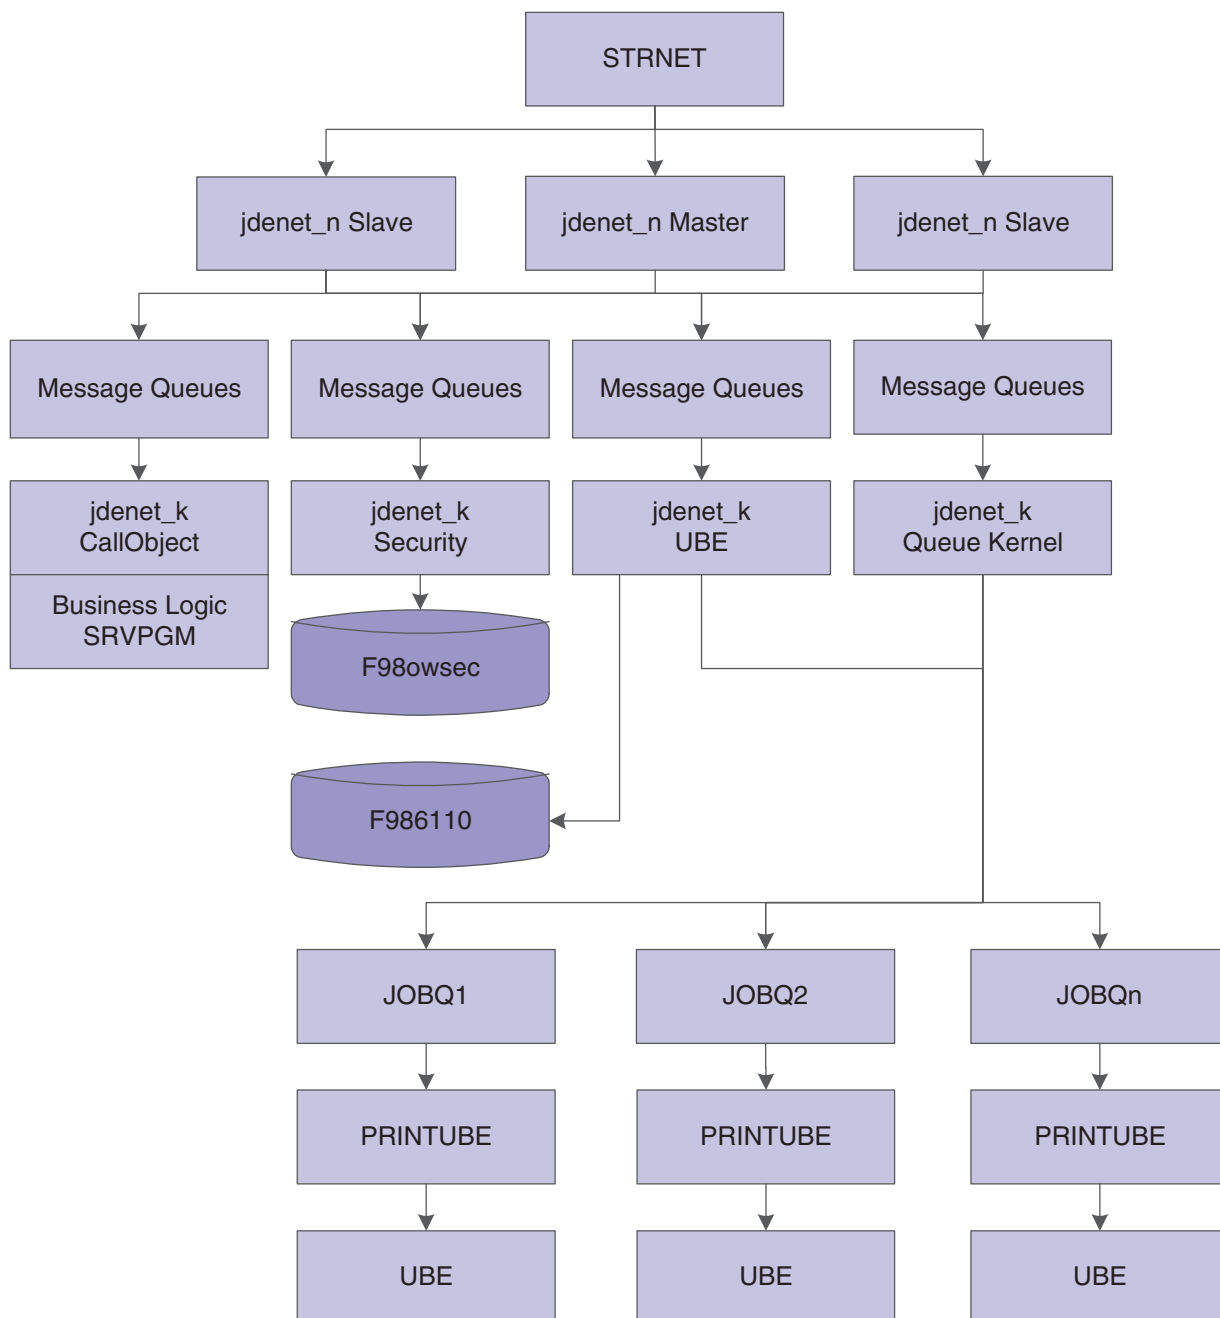 STRNET
jdenet_n Slave
jdenet_n Master
jdenet_n Slave
Message Queues
Message Queues
Message Queues
Message Queues
jdenet_k
CallObject
jdenet_k
Security
jdenet_k
UBE
jdenet_k
Queue Kernel
Business Logic
SRVPGM
F98owsec
F986110
JOBQ1
JOBQ2
JOBQn
PRINTUBE
PRINTUBE
PRINTUBE
UBE
UBE
UBE